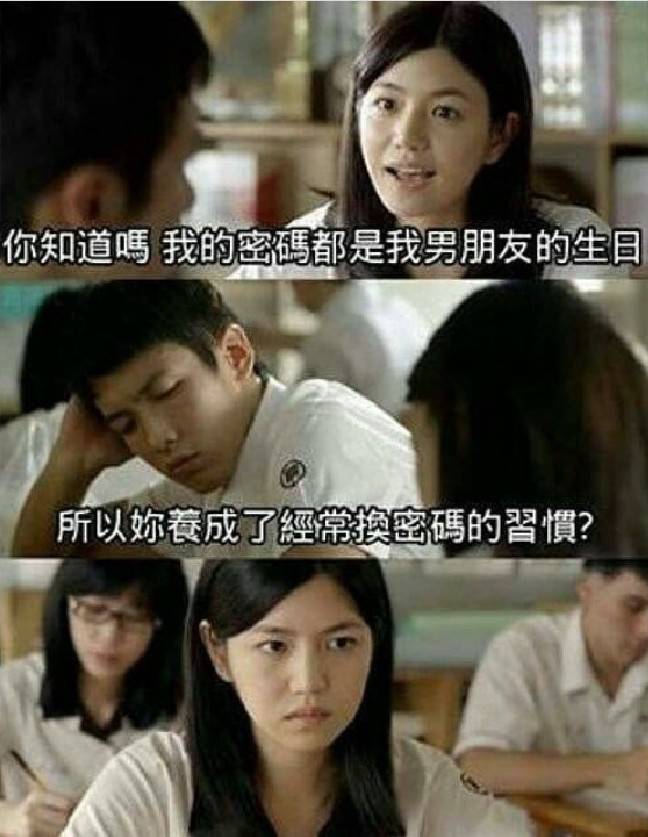 你知道嗎 我的密碼都是我男朋友的生日
所以妳養成了經常換密碼的習慣?